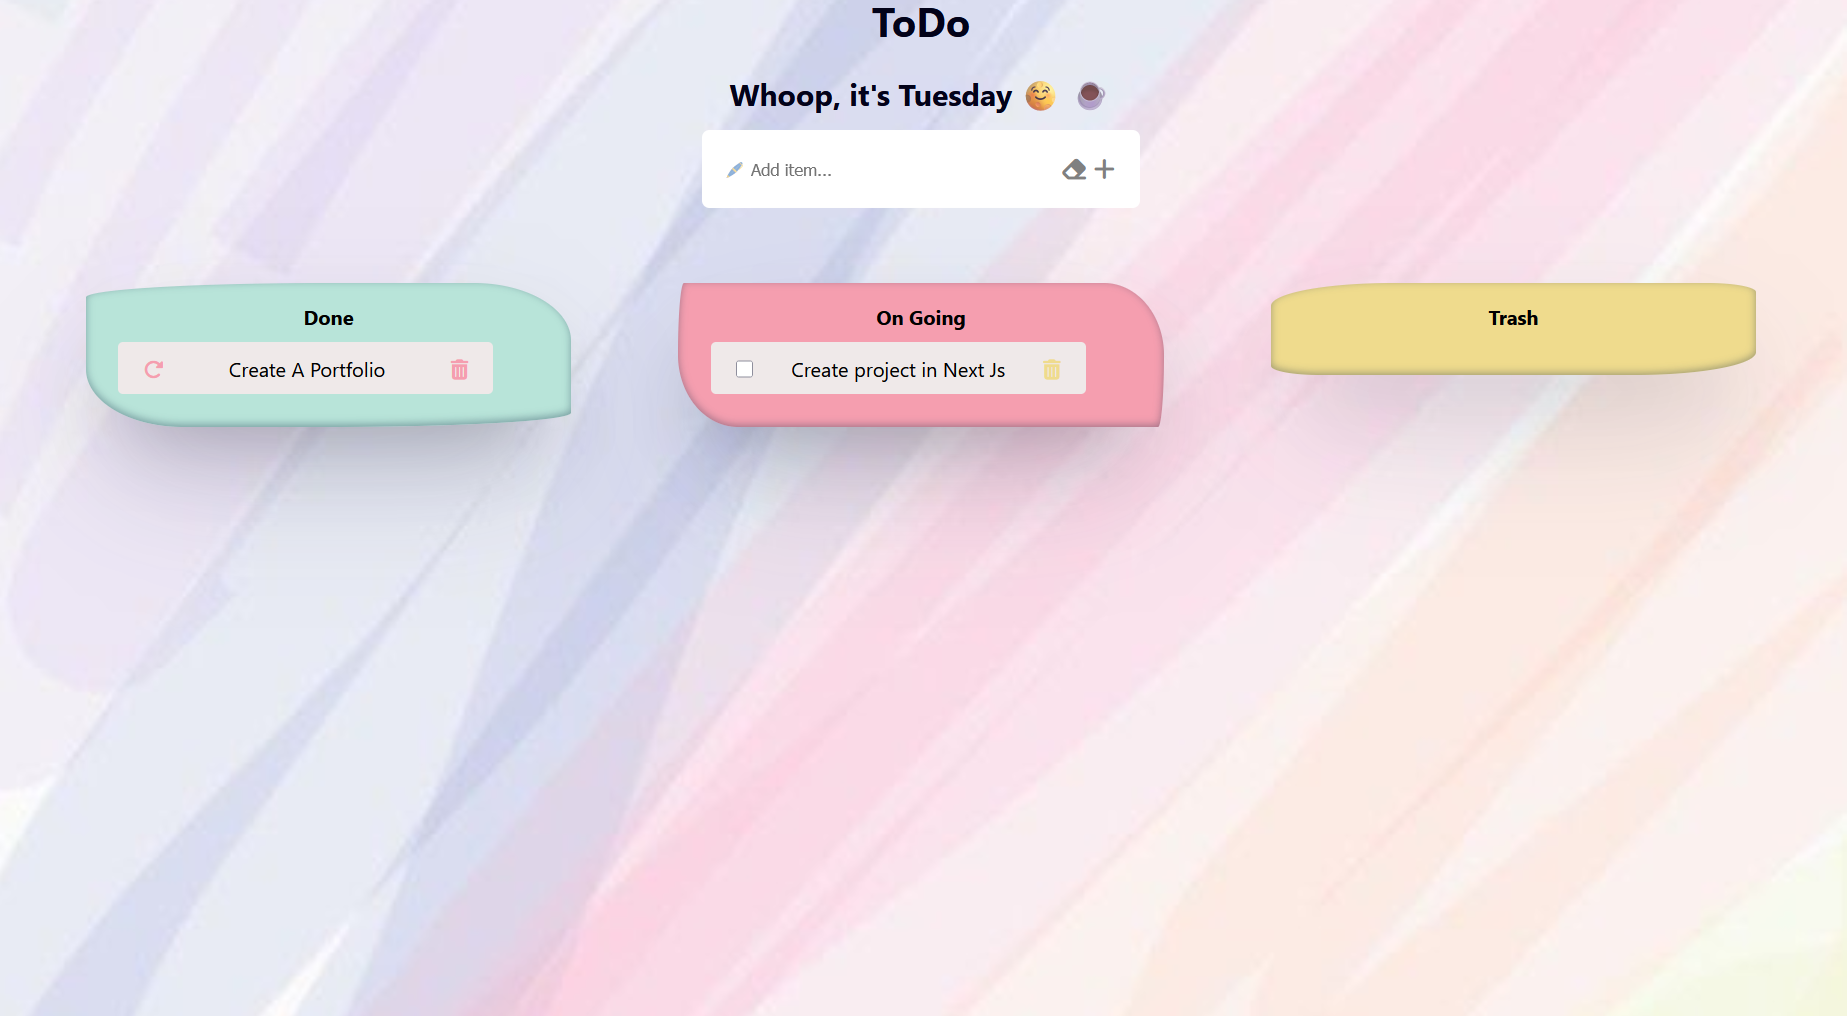 ToDo
Whoop, it's Tuesday 😊 ☕
Add item...
Done
Create A Portfolio
On Going
Create project in Next Js
Trash